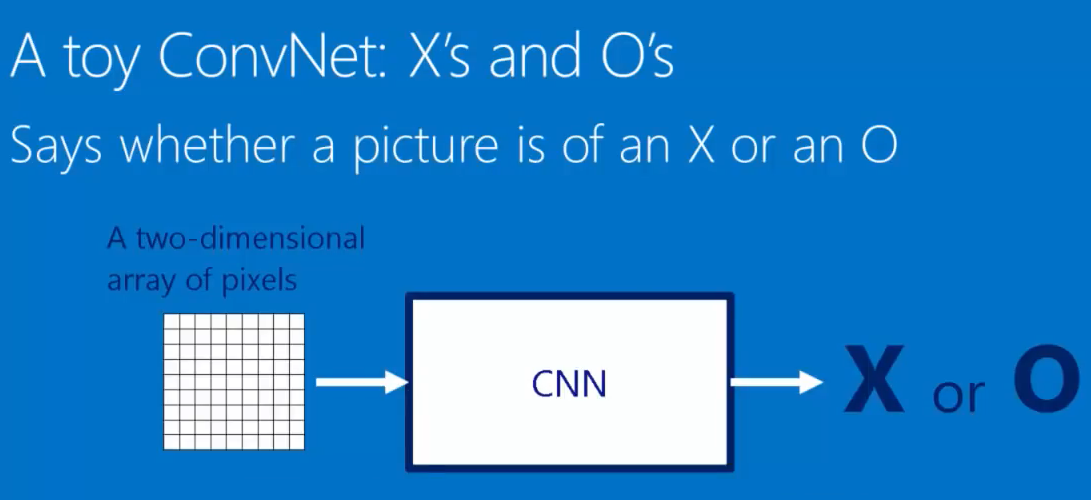 A toy ConvNet: X's and O's
Says whether a picture is of an X or an O
A two-dimensional
array of pixels
CNN
X or O